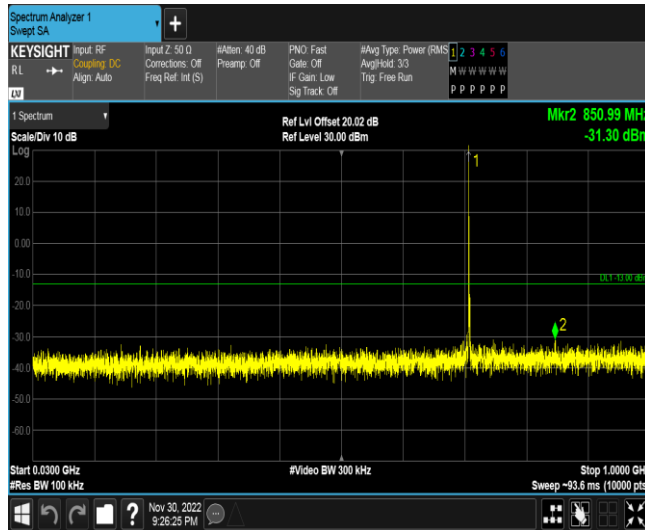 Spectrum Analyzer 1
Swept SA
+
KEYSIGHT
RL
LXI
Input: RF
Coupling: DC
Align: Auto
Input Z: 50 Ω
Corrections: Off
Freq Ref: Int (S)
#Atten: 40 dB
Preamp: Off
PNO: Fast
Gate: Off
IF Gain: Low
Sig Track: Off
#Avg Type: Power (RMS
Avg|Hold: 3/3
Trig: Free Run
1 2 3 4 5 6
M W W W W W
P P P P P P
1 Spectrum
Scale/Div 10 dB
Ref Lvl Offset 20.02 dB
Ref Level 30.00 dBm
Mkr2 850.99 MHz
-31.30 dBm
Log
20.0
10.0
0.00
-10.0
-20.0
-30.0
-40.0
-50.0
-60.0
1
DL1 -13.00 dBm
2
Start 0.0300 GHz
#Res BW 100 kHz
#Video BW 300 kHz
Stop 1.0000 GH
Sweep ~93.6 ms (10000 pts
?
Nov 30, 2022
9:26:25 PM